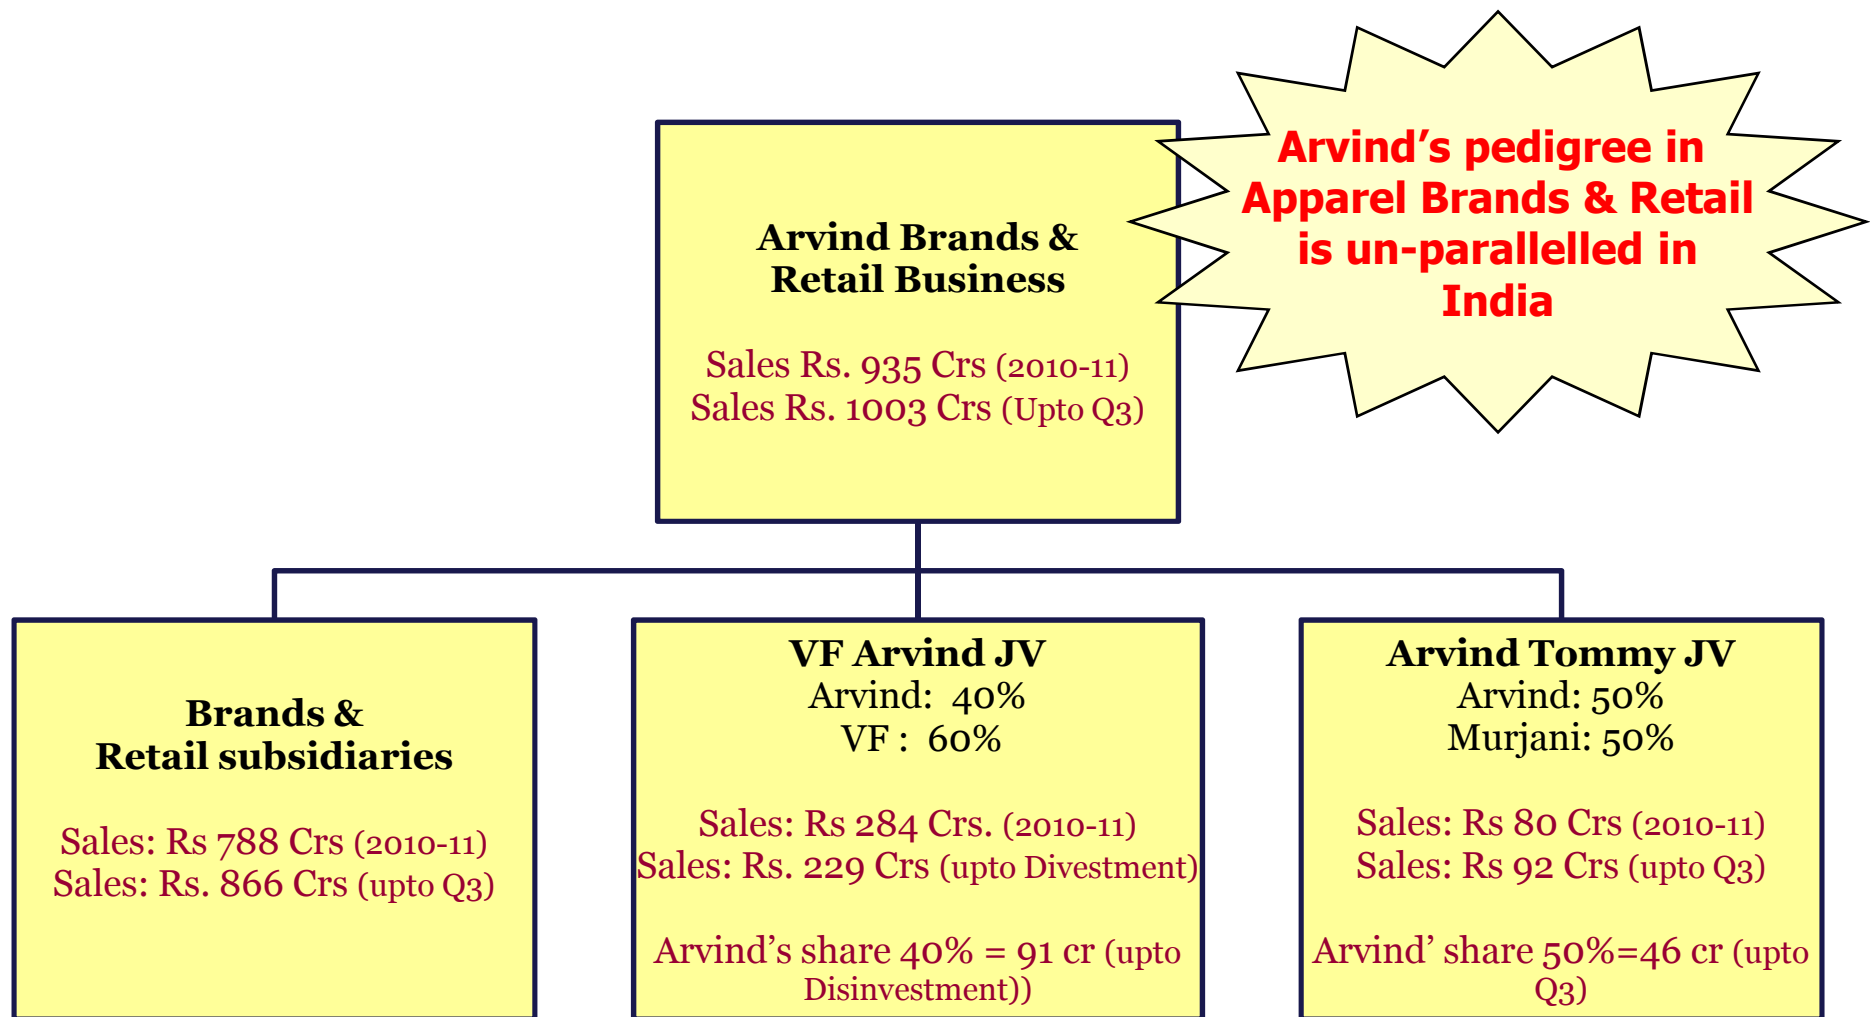 Arvind’s pedigree in
Apparel Brands & Retail
is un-parallelled in
India
Arvind Brands &
Retail Business
Sales Rs. 935 Crs (2010-11)
Sales Rs. 1003 Crs (Upto Q3)
Brands &
Retail subsidiaries
Sales: Rs 788 Crs (2010-11)
Sales: Rs. 866 Crs (upto Q3)
VF Arvind JV
Arvind: 40%
VF : 60%
Sales: Rs 284 Crs. (2010-11)
Sales: Rs. 229 Crs (upto Divestment)
Arvind’s share 40% = 91 cr (upto
Disinvestment))
Arvind Tommy JV
Arvind: 50%
Murjani: 50%
Sales: Rs 80 Crs (2010-11)
Sales: Rs 92 Crs (upto Q3)
Arvind’ share 50%=46 cr (upto
Q3)